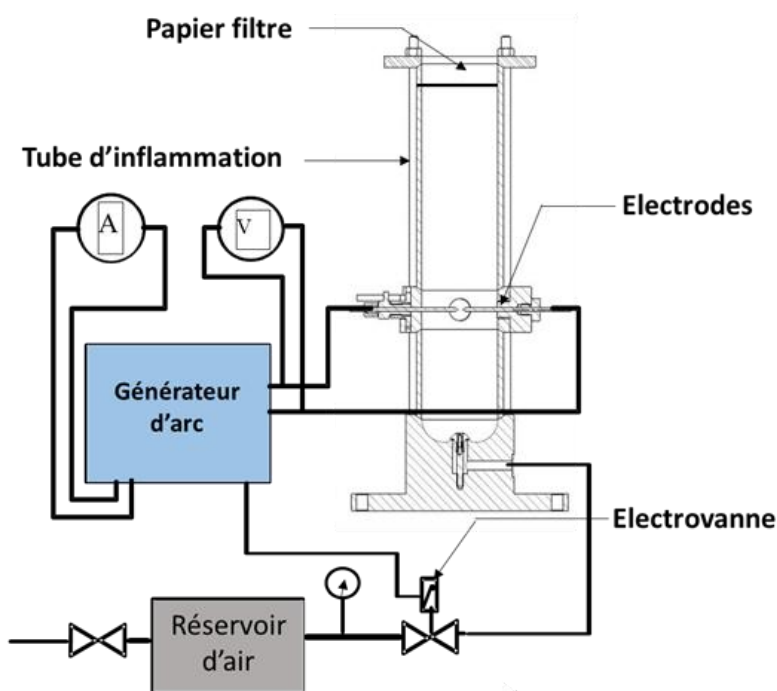 Papier filtre
Tube d'inflammation
A
V
Electrodes
Générateur
d'arc
Electrovanne
Réservoir
d'air